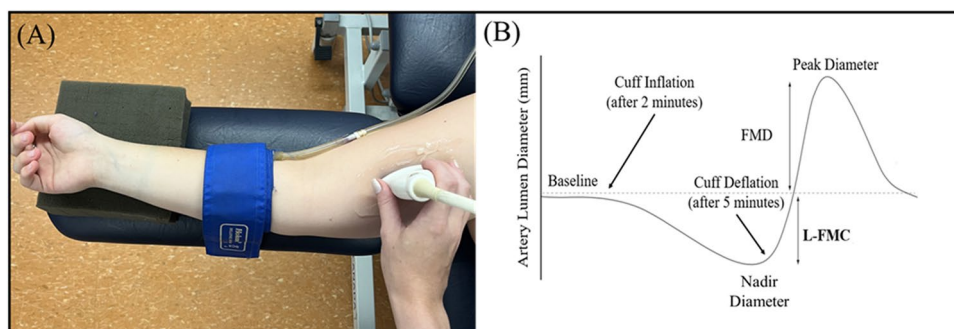 (A)
(B)
Artery Lumen Diameter (mm)
Baseline
Cuff Inflation
(after 2 minutes)
Peak Diameter
FMD
Cuff Deflation
(after 5 minutes)
L-FMC
Nadir
Diameter